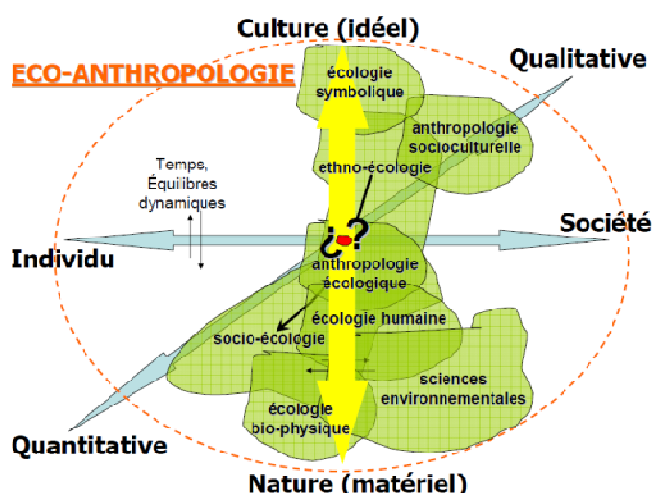 Culture (idéel)
ECO-ANTHROPOLOGIE
Qualitative
écologie
symbolique
anthropologie
socioculturelle
ethno-écologie
Temps,
Équilibres
dynamiques
¿?
Individu
Société
anthropologie
écologique
écologie humaine
socio-écologie
sciences
environnementales
écologie
bio-physique
Quantitative
Nature (matériel)